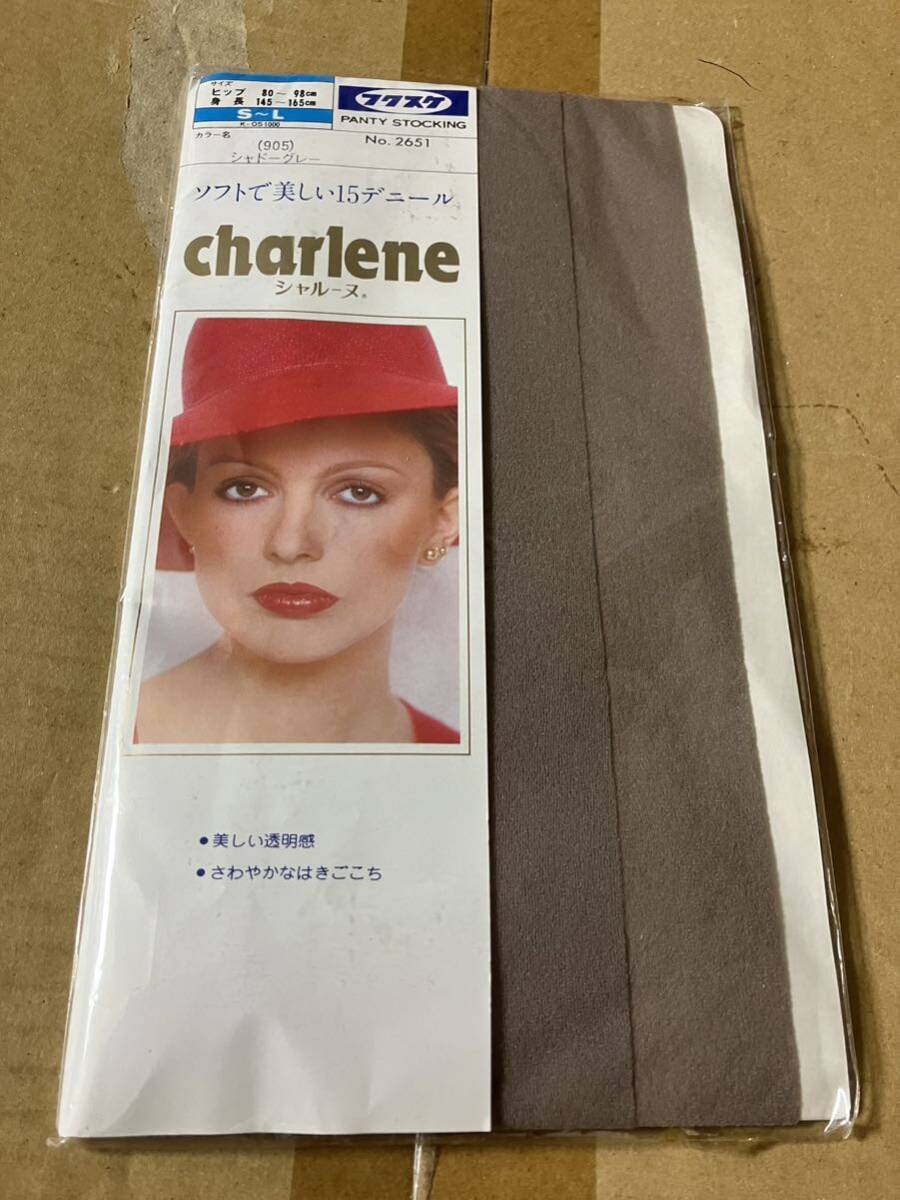 サイズ
ヒップ 80～98cm
身長 145～165cm
S～L
K-OS1000
フクスケ
PANTY STOCKING
カラー名
(905)
シャドーグレー
No. 2651
ソフトで美しい15デニール
charlene
シャルーヌ®
●美しい透明感
●さわやかなはきごこち